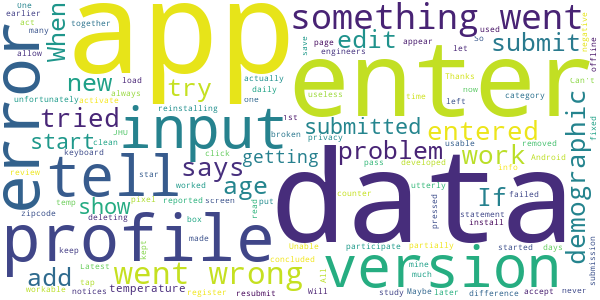 One
earlier
act
many
outline
together
When
app
something went
save
page
used
appear
engineers
let
So
edit
submit
negative
offline
allow
new
load
try
actually
daily
one
useless
time
now
left
category
Thanks
Can't
enter
error
unfortunately
activate
always
reinstalling
tried
start
JHU
clean
keyboard
input
1st
broken
privacy
submitted
getting
entered
usable
removed
Android
fixed
demographic
review
star
click
says
problem
work
pass
developed
Info
tell
temp
pixel
worked
reported
screen
age
put
read
counter
utterly
pressed
If
failed
statement
install
show
zipcode
deleting
box
profile
keep
kept
made
data
add
Latest
tap
notices
workable
went wrong
temperature
register
resubmit
Unable
concluded
All
Will
participate
partially
mine
much
study
Maybe
later
version
started
days
difference
accept
never
submission